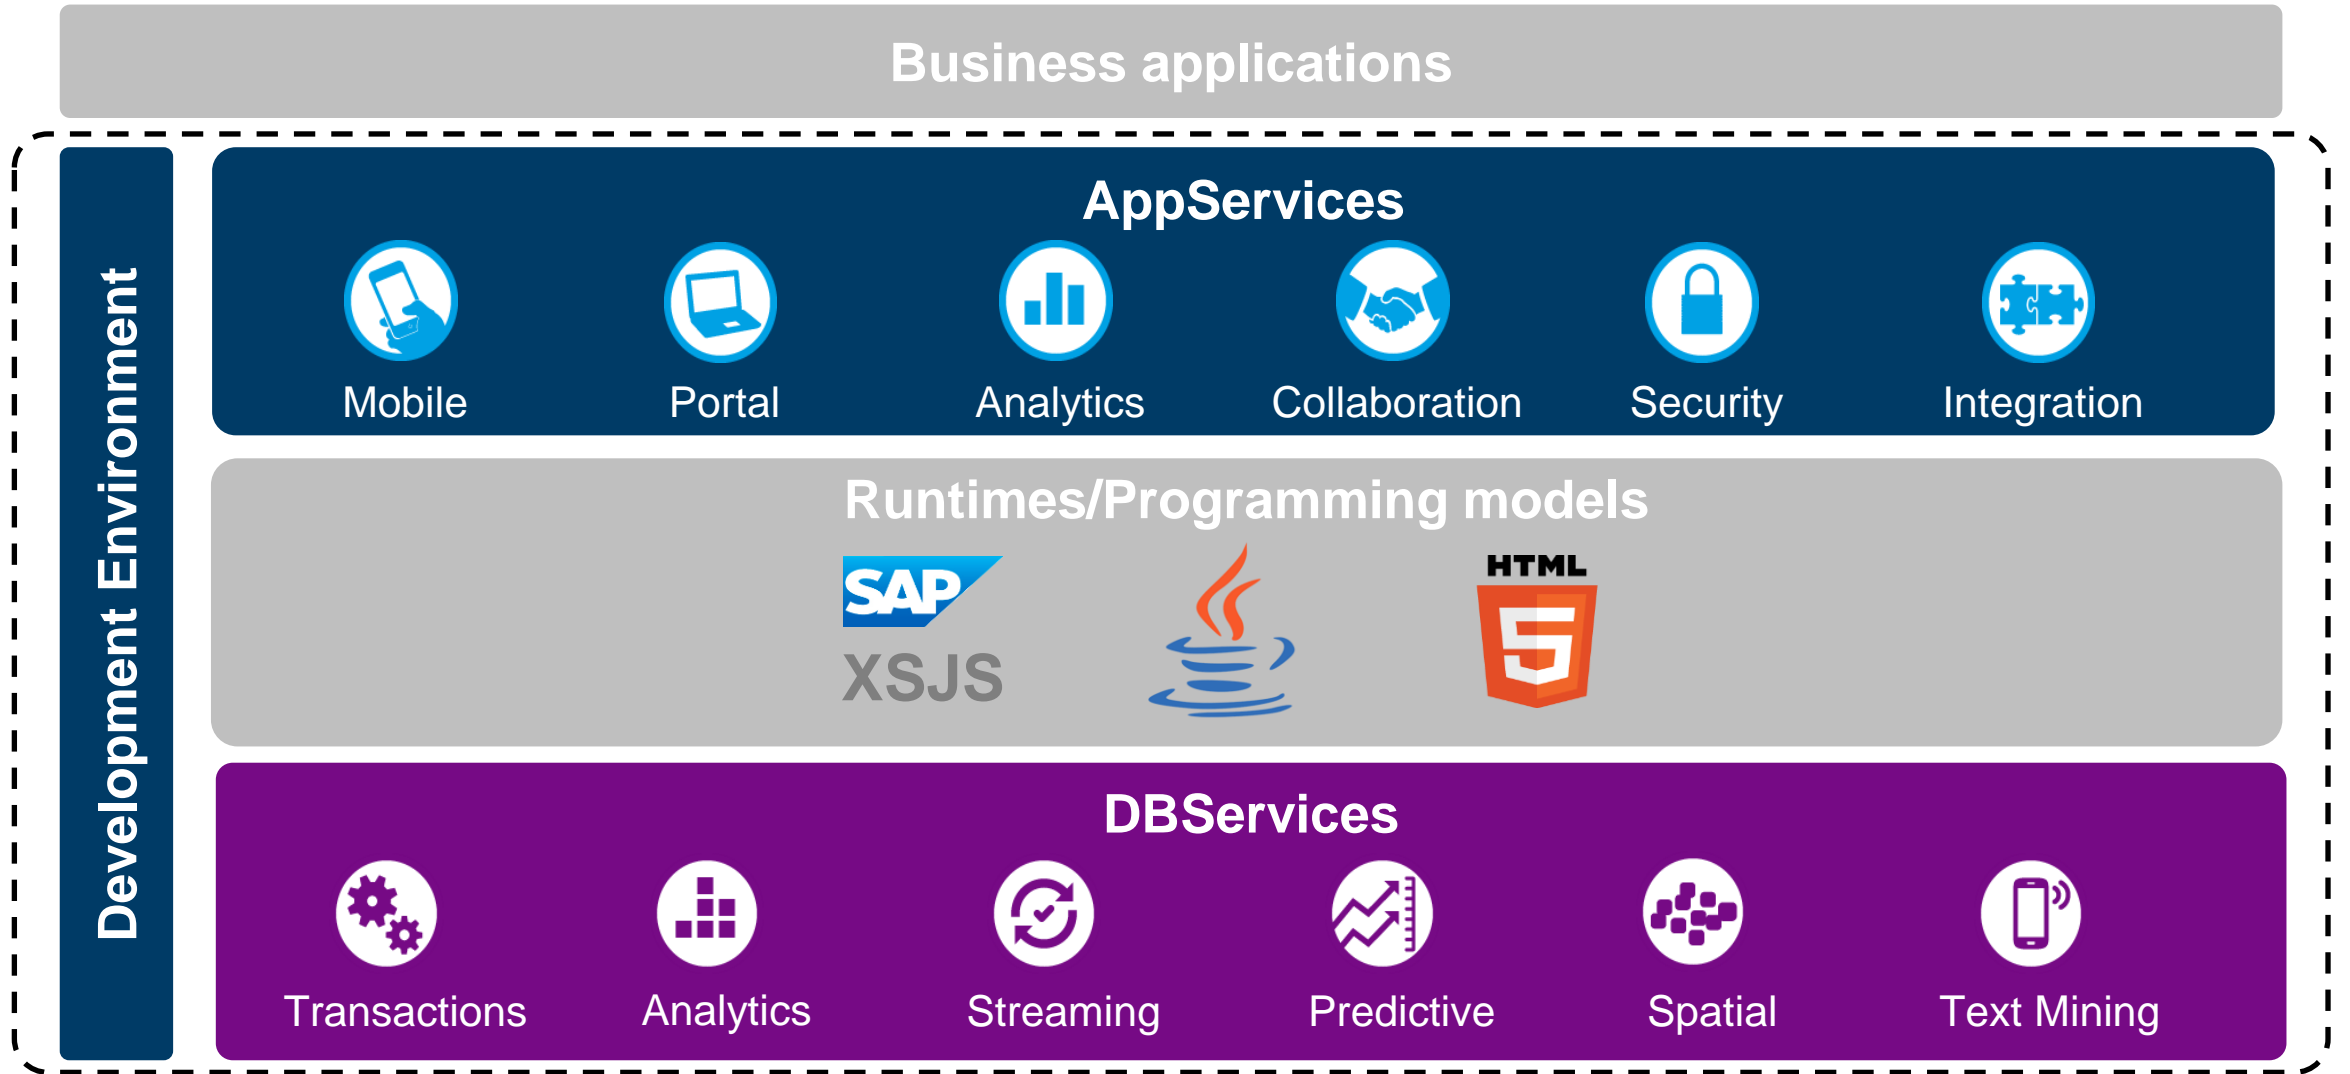 Business applications
Development Environment
AppServices
Mobile
Portal
Analytics
Collaboration
Security
Integration
Runtimes/Programming models
SAP
XSJS
HTML
5
DBServices
Transactions
Analytics
Streaming
Predictive
Spatial
Text Mining